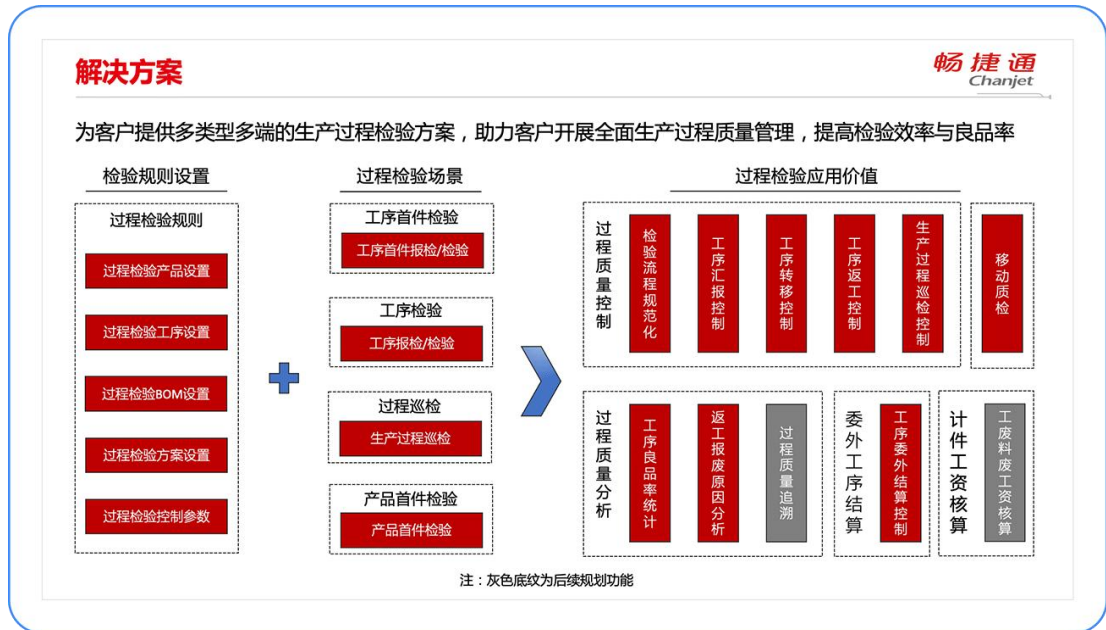 解决方案
畅捷通
Chanjet
为客户提供多类型多端的生产过程检验方案，助力客户开展全面生产过程质量管理，提高检验效率与良品率
检验规则设置
过程检验规则
过程检验产品设置
过程检验工序设置
过程检验BOM设置
过程检验方案设置
过程检验控制参数
过程检验场景
工序首件检验
工序首件报检/检验
工序检验
工序报检/检验
过程巡检
生产过程巡检
产品首件检验
产品首件检验
过程检验应用价值
过程质量控制
检验流程规范化
工序汇报控制
工序转移控制
工序返工控制
生产过程巡检控制
移动质检
过程质量分析
工序良品率统计
返工报废原因分析
过程质量追溯
委外工序结算
工序委外结算控制
计件工资核算
工废料废工资核算
注：灰色底纹为后续规划功能